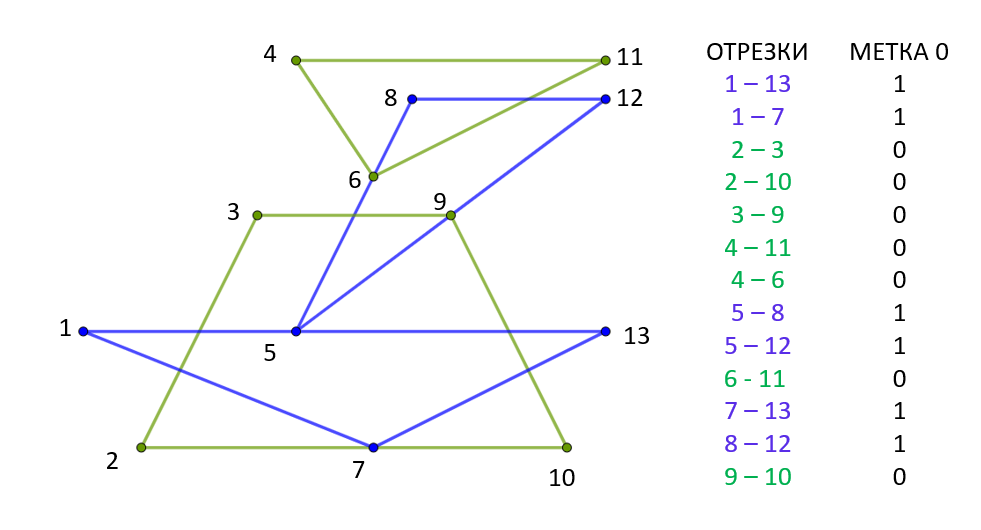 4
11
8
12
6
9
3
1
5
13
2
7
10
ОТРЕЗКИ МЕТКА 0
1 – 13 1
1 – 7 1
2 – 3 0
2 – 10 0
3 – 9 0
4 – 11 0
4 – 6 0
5 – 8 1
5 – 12 1
6 - 11 0
7 – 13 1
8 – 12 1
9 – 10 0